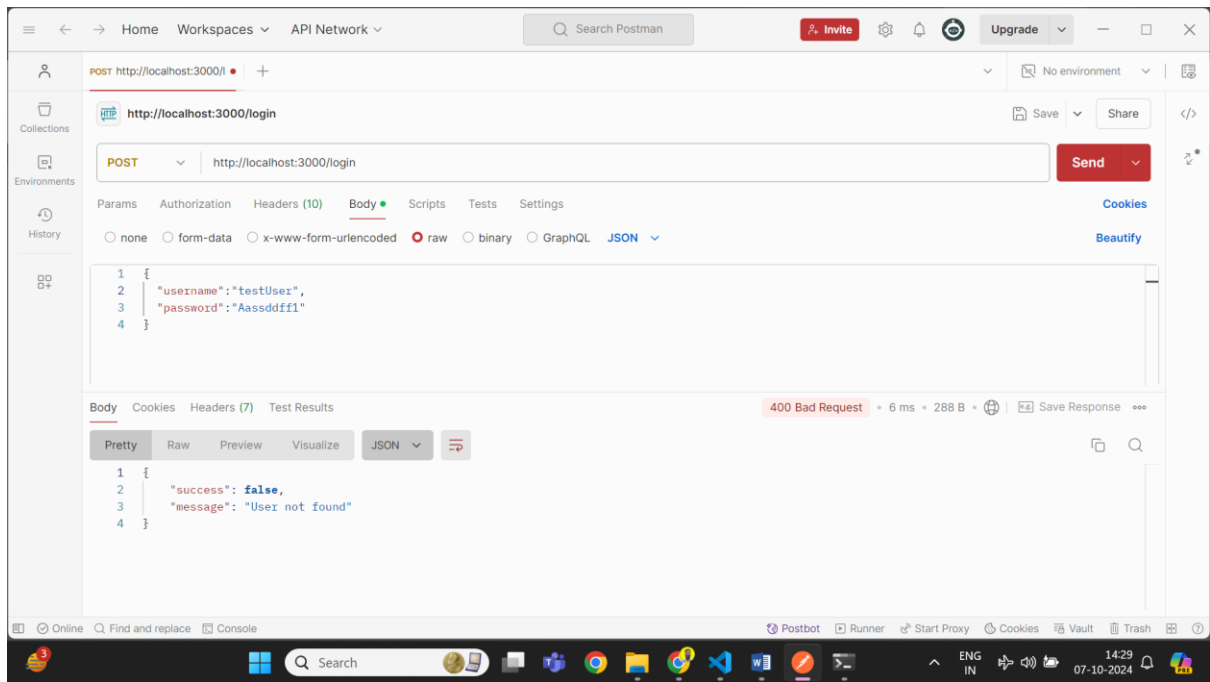 Home Workspaces API Network Search Postman Invite Upgrade
POST http://localhost:3000/l No environment
HTTP http://localhost:3000/login Save Share
Collections
POST http://localhost:3000/login Send
Environments
Params Authorization Headers (10) Body Scripts Tests Settings Cookies
History
none form-data x-www-form-urlencoded raw binary GraphQL JSON Beautify
1 {
2 "username":"testUser",
3 "password":"Aassddff1"
4 }
Body Cookies Headers (7) Test Results 400 Bad Request 6 ms 288 B e.g. Save Response
Pretty Raw Preview Visualize JSON
1 {
2 "success": false,
3 "message": "User not found"
4 }
Online Find and replace Console Postbot Runner Start Proxy Cookies Vault Trash
3 Search ENG 14:29
IN 07-10-2024 PRE